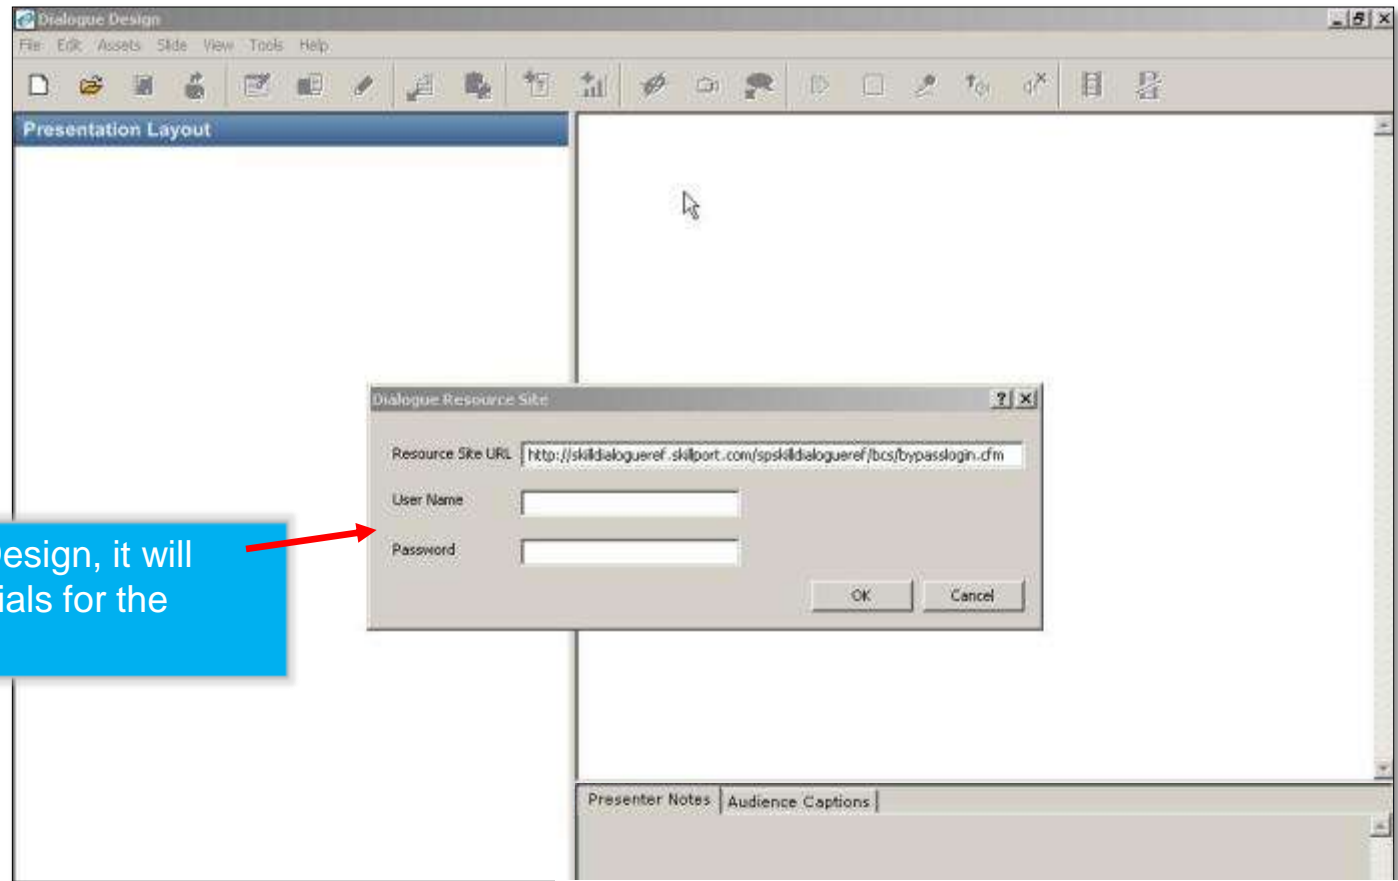 Dialogue Design
File Edit Assets Slide View Tools Help
Presentation Layout
Dialogue Resource Site
Resource Site URL http://skilldialogueref.skillport.com/spskilldialogueref/bcs/bypasslogin.cfm
User Name
Password
OK Cancel
esign, it will
ials for the
Presenter Notes Audience Captions